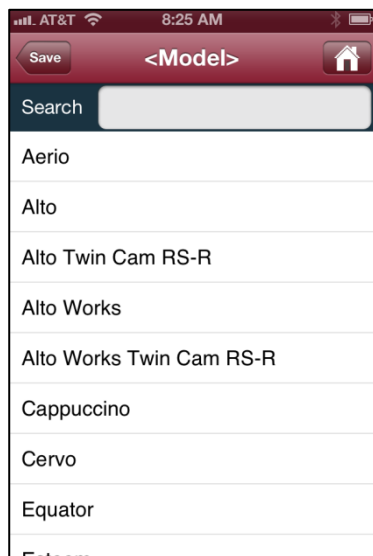 AT&T 8:25 AM
Save <Model>
Search
Aerio
Alto
Alto Twin Cam RS-R
Alto Works
Alto Works Twin Cam RS-R
Cappuccino
Cervo
Equator